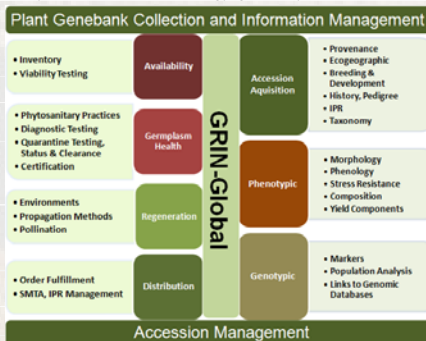 Plant Genebank Collection and Information Management
• Inventory
• Viability Testing
Availability
• Phytosanitary Practices
• Diagnostic Testing
• Quarantine Testing,
Status & Clearance
• Certification
Germplasm
Health
• Environments
• Propagation Methods
• Pollination
Regeneration
• Order Fulfillment
• SMTA, IPR Management
Distribution
GRIN-Global
Accession
Aquisition
• Provenance
• Ecogeographic
• Breeding &
Development
• History, Pedigree
• IPR
• Taxonomy
Phenotypic
• Morphology
• Phenology
• Stress Resistance
• Composition
• Yield Components
Genotypic
• Markers
• Population Analysis
• Links to Genomic
Databases
Accession Management